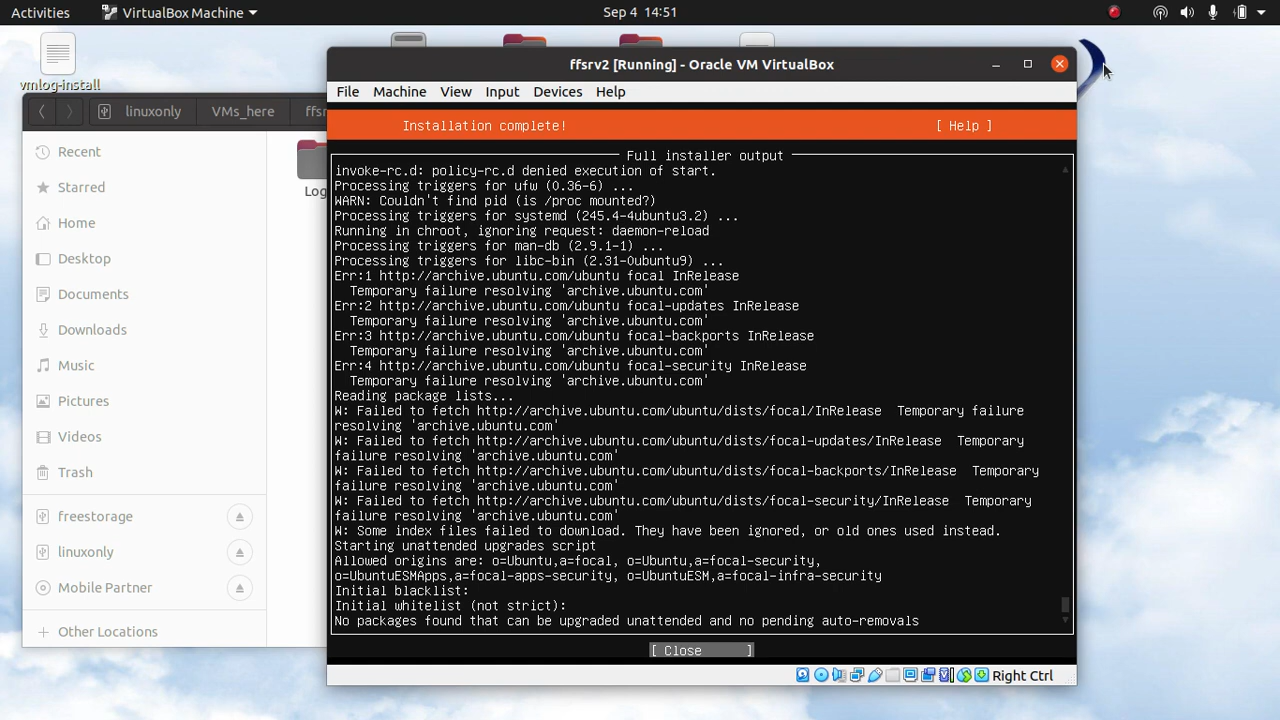 Activities
VirtualBox Machine
Sep 4 14:51
vmlog-install
linuxonly
VMs_here
ffsr
Recent
Starred
Home
Desktop
Documents
Downloads
Music
Pictures
Videos
Trash
freestorage
linuxonly
Mobile Partner
Other Locations
Log
ffsrv2 [Running] - Oracle VM VirtualBox
File Machine View Input Devices Help
Installation complete! [ Help ]
Full installer output
invoke-rc.d: policy-rc.d denied execution of start.
Processing triggers for ufw (0.36-6) ...
WARN: Couldn't find pid (is /proc mounted?)
Processing triggers for systemd (245.4-4ubuntu3.2) ...
Running in chroot, ignoring request: daemon-reload
Processing triggers for man-db (2.9.1-1) ...
Processing triggers for libc-bin (2.31-0ubuntu9) ...
Err:1 http://archive.ubuntu.com/ubuntu focal InRelease
Temporary failure resolving 'archive.ubuntu.com'
Err:2 http://archive.ubuntu.com/ubuntu focal-updates InRelease
Temporary failure resolving 'archive.ubuntu.com'
Err:3 http://archive.ubuntu.com/ubuntu focal-backports InRelease
Temporary failure resolving 'archive.ubuntu.com'
Err:4 http://archive.ubuntu.com/ubuntu focal-security InRelease
Temporary failure resolving 'archive.ubuntu.com'
Reading package lists...
W: Failed to fetch http://archive.ubuntu.com/ubuntu/dists/focal/InRelease  Temporary failure
resolving 'archive.ubuntu.com'
W: Failed to fetch http://archive.ubuntu.com/ubuntu/dists/focal-updates/InRelease  Temporary
failure resolving 'archive.ubuntu.com'
W: Failed to fetch http://archive.ubuntu.com/ubuntu/dists/focal-backports/InRelease  Temporary
failure resolving 'archive.ubuntu.com'
W: Failed to fetch http://archive.ubuntu.com/ubuntu/dists/focal-security/InRelease  Temporary
failure resolving 'archive.ubuntu.com'
W: Some index files failed to download. They have been ignored, or old ones used instead.
Starting unattended upgrades script
Allowed origins are: o=Ubuntu,a=focal, o=Ubuntu,a=focal-security,
o=UbuntuESMApps,a=focal-apps-security, o=UbuntuESM,a=focal-infra-security
Initial blacklist:
Initial whitelist (not strict):
No packages found that can be upgraded unattended and no pending auto-removals
[ Close ]
Right Ctrl